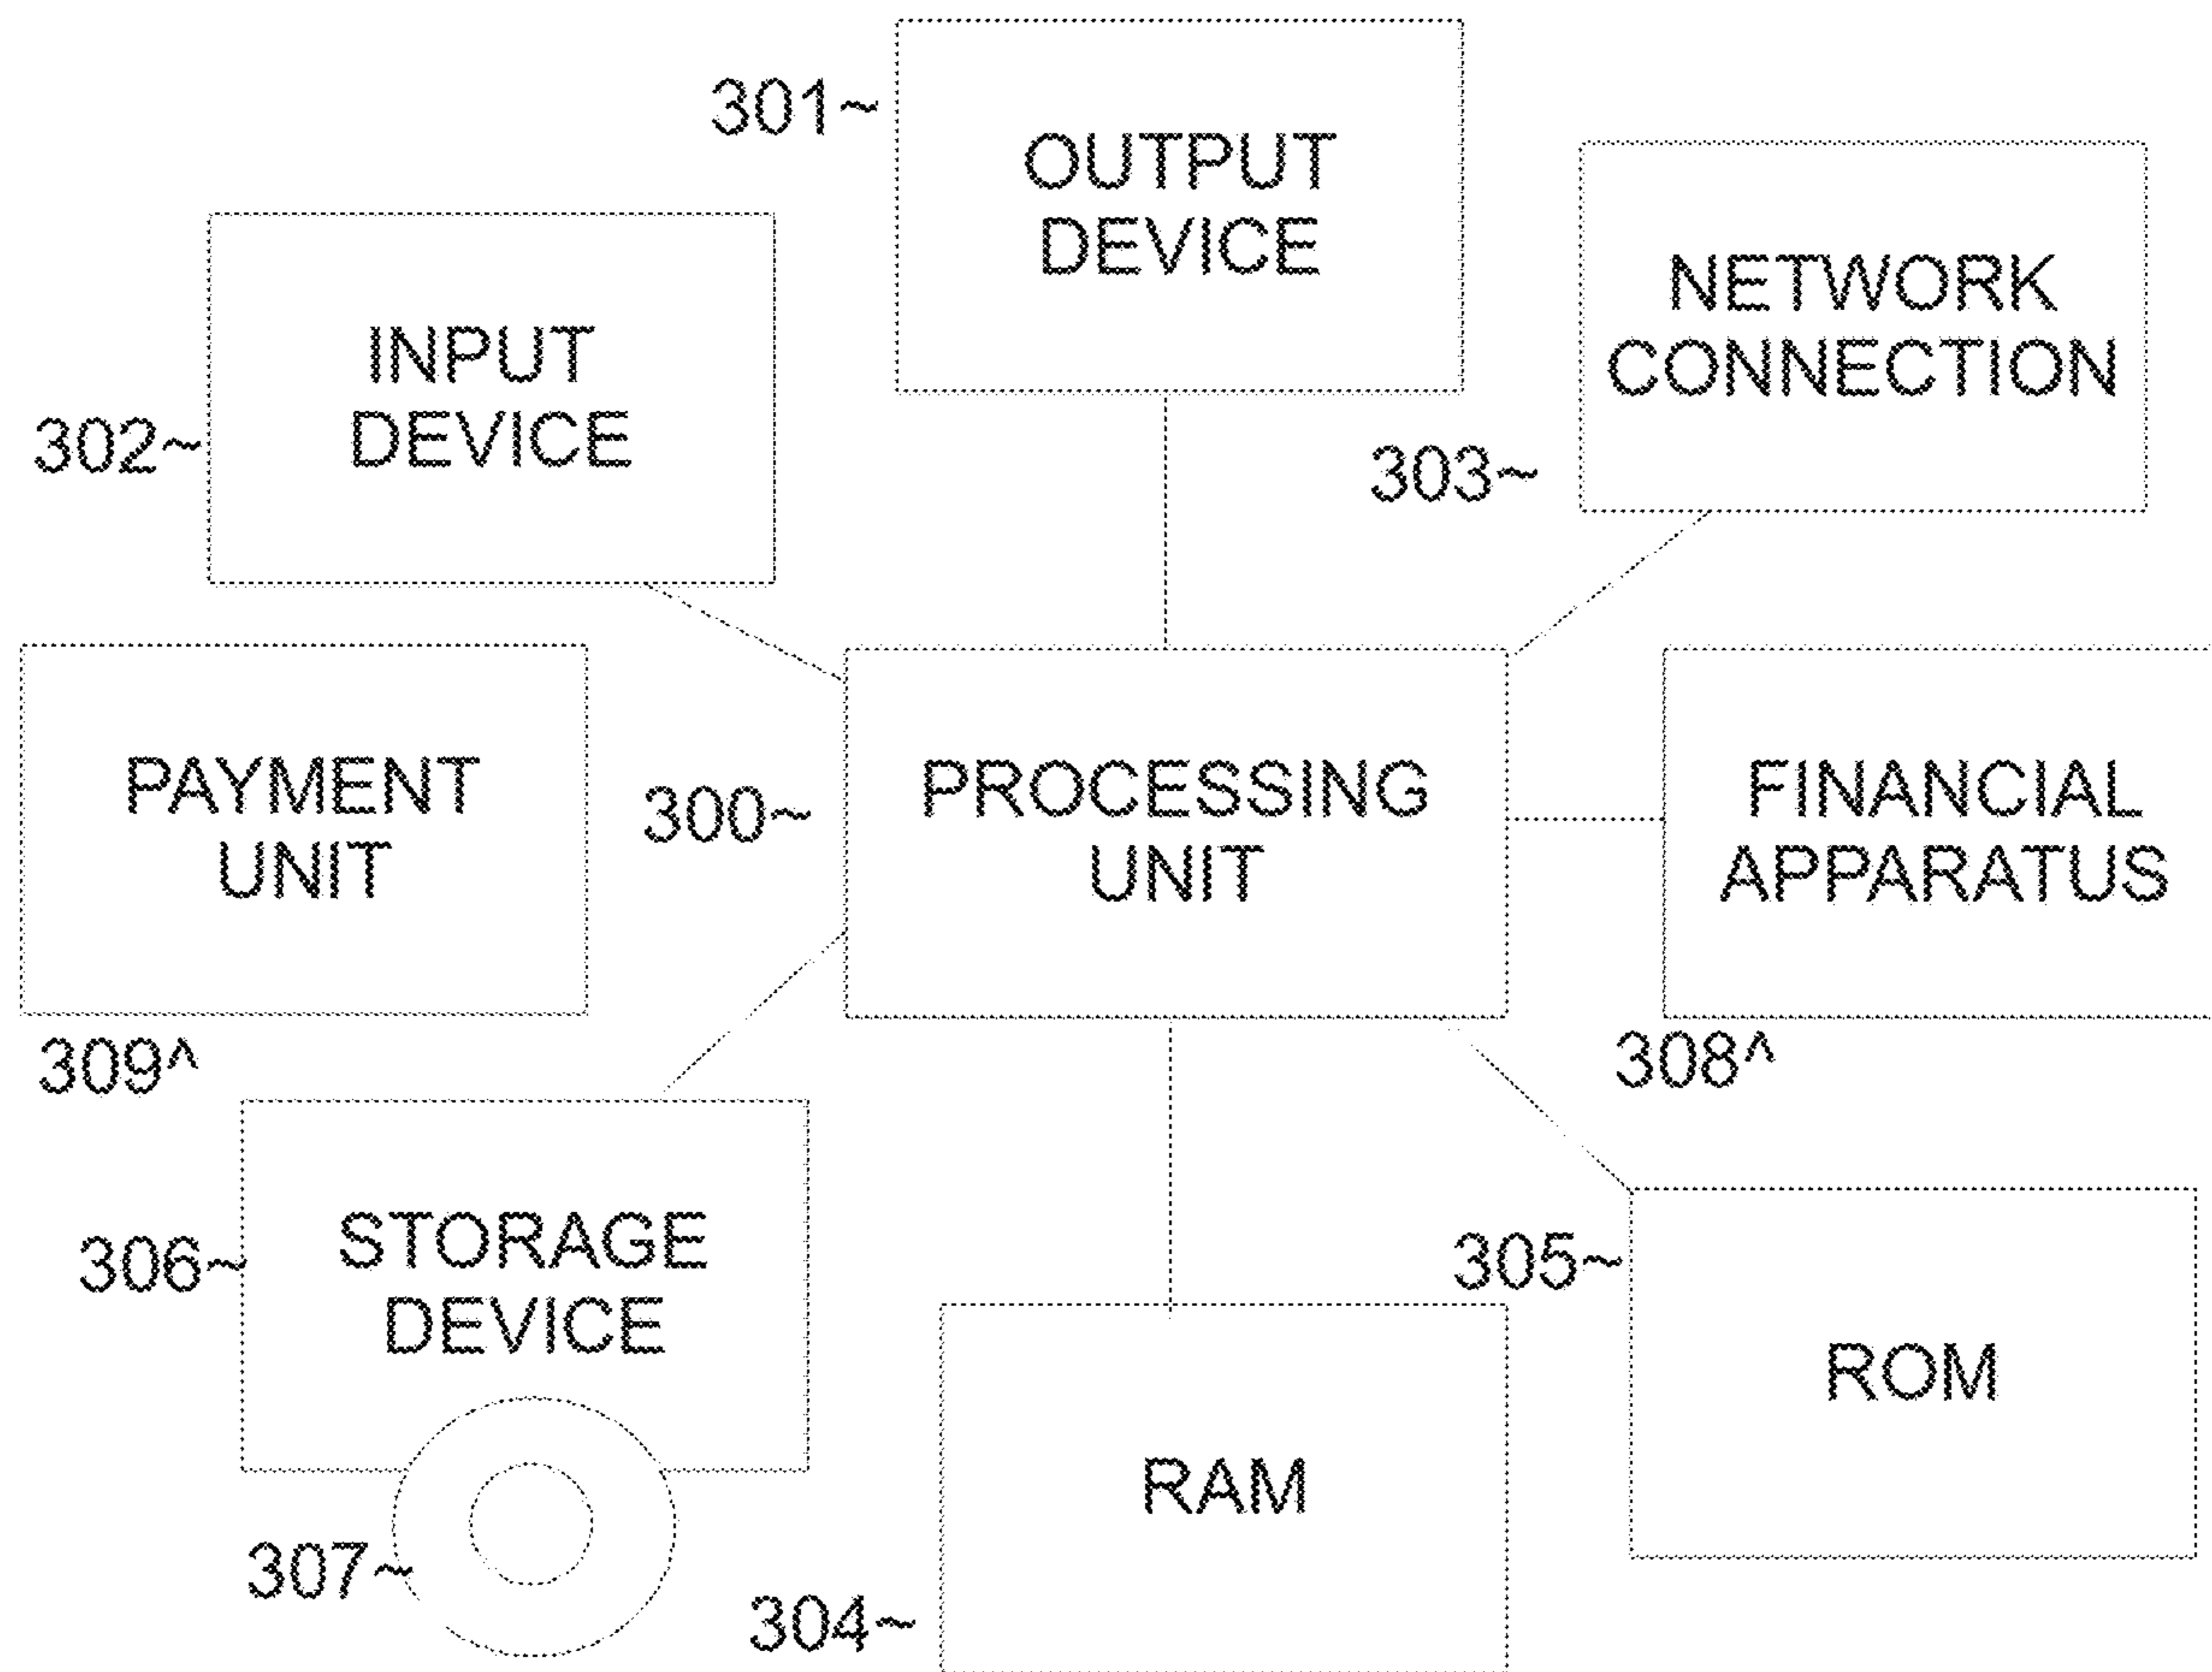 301~
OUTPUT
DEVICE
NETWORK
CONNECTION
303~
INPUT
DEVICE
302~
PAYMENT
UNIT
309^
300~
PROCESSING
UNIT
FINANCIAL
APPARATUS
308^
306~
STORAGE
DEVICE
307~
304~
RAM
305~
ROM